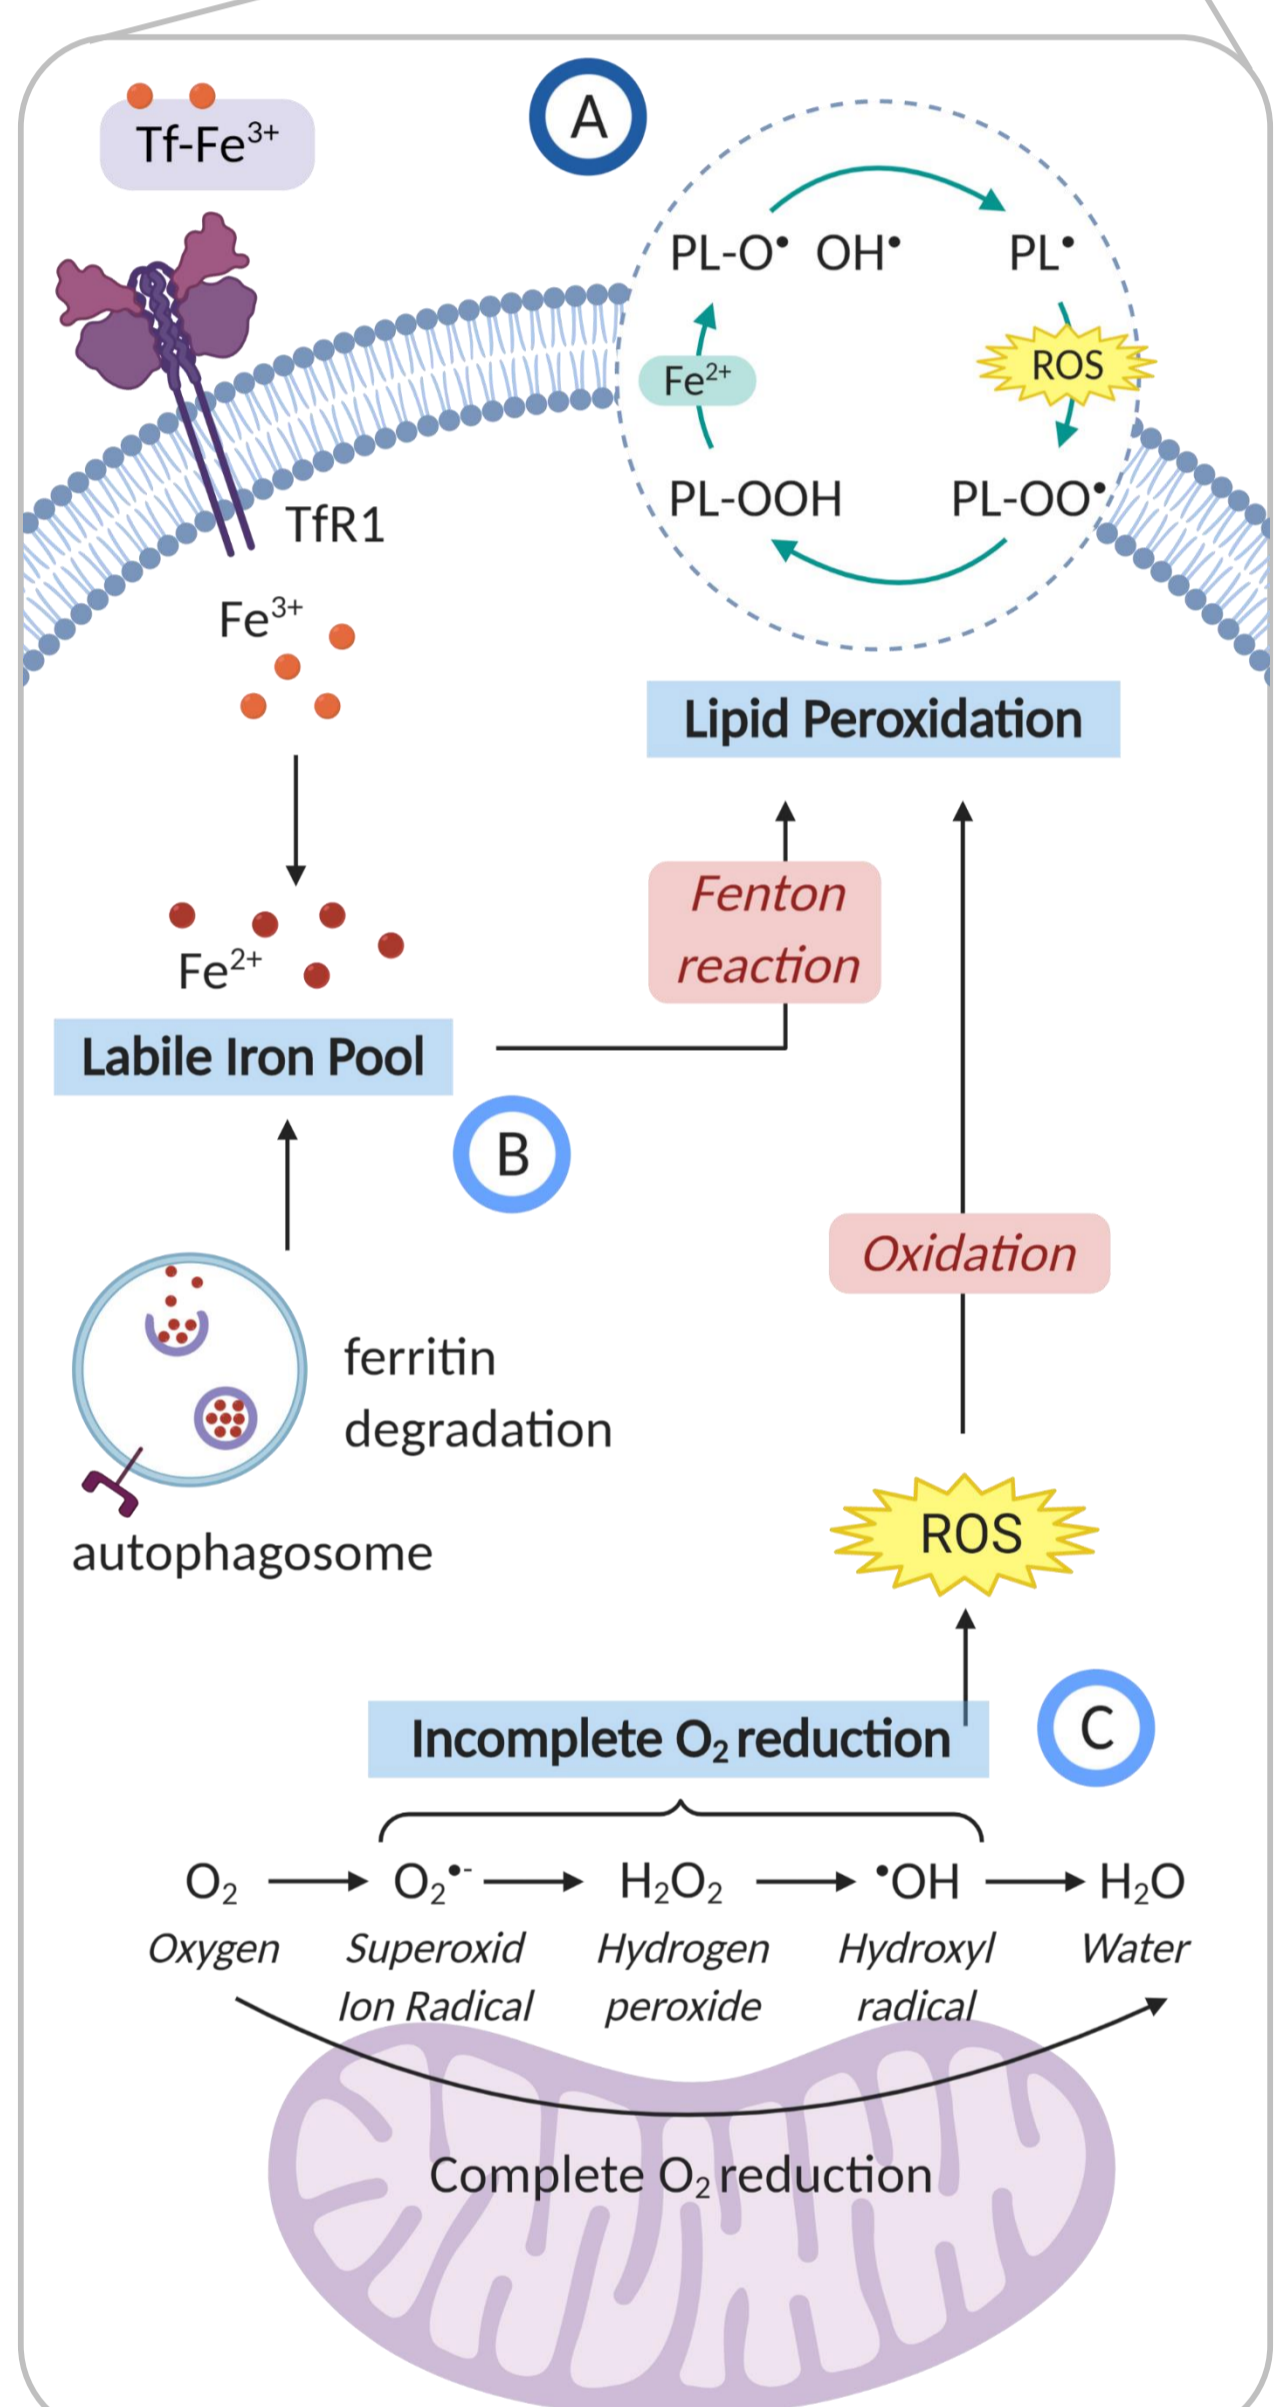 Tf-Fe³⁺
A
PL-O• OH•
PL•
Fe²⁺
ROS
PL-OOH
PL-OO•
TfR1
Fe³⁺
Lipid Peroxidation
Fenton
reaction
Fe²⁺
Labile Iron Pool
B
Oxidation
ferritin
degradation
autophagosome
ROS
Incomplete O₂ reduction
C
O₂
O₂•-
H₂O₂
•OH
H₂O
Oxygen
Superoxid
Ion Radical
Hydrogen
peroxide
Hydroxyl
radical
Water
Complete O₂ reduction